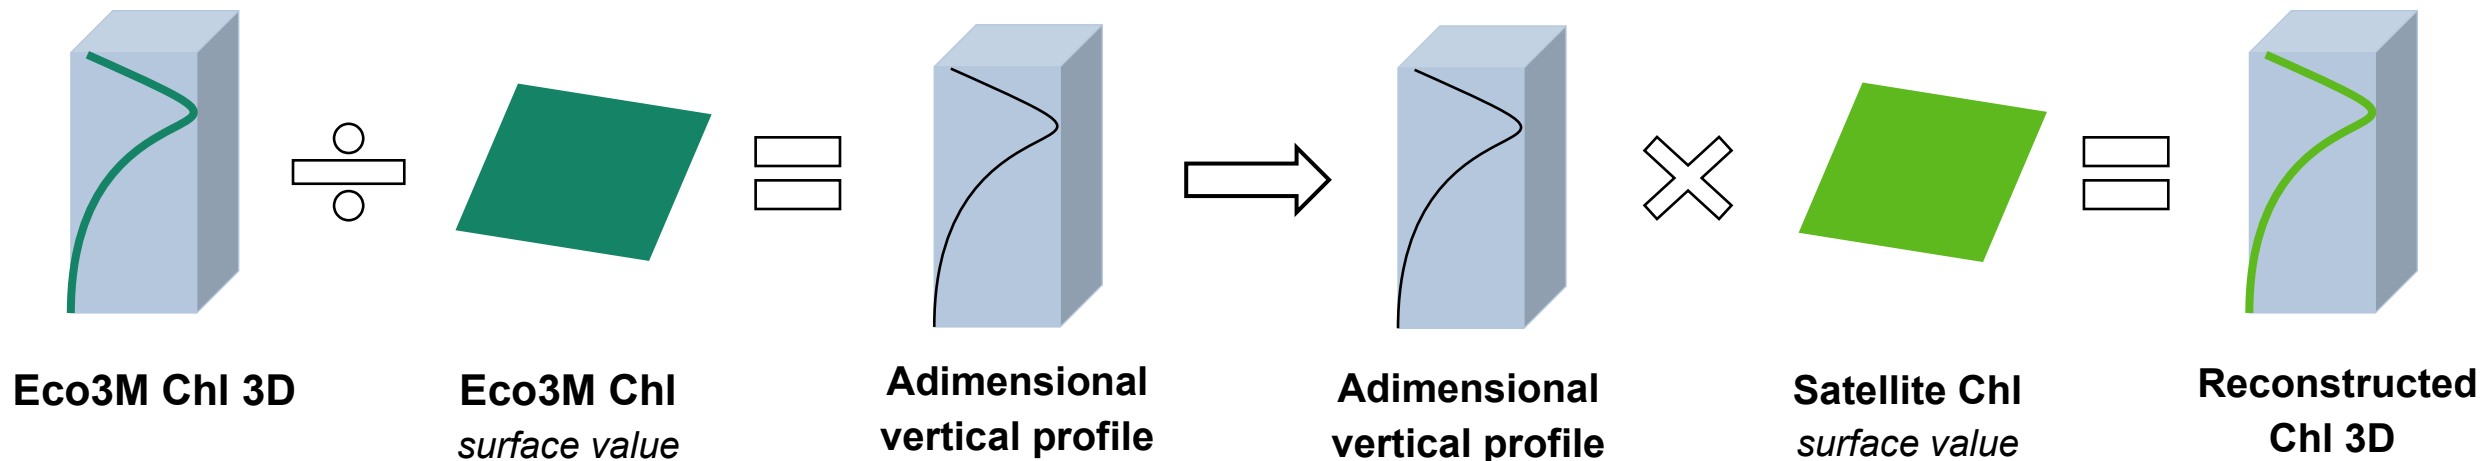 Eco3M Chl 3D
Eco3M Chl
surface value
Adimensional
vertical profile
Adimensional
vertical profile
Satellite Chl
surface value
Reconstructed
Chl 3D